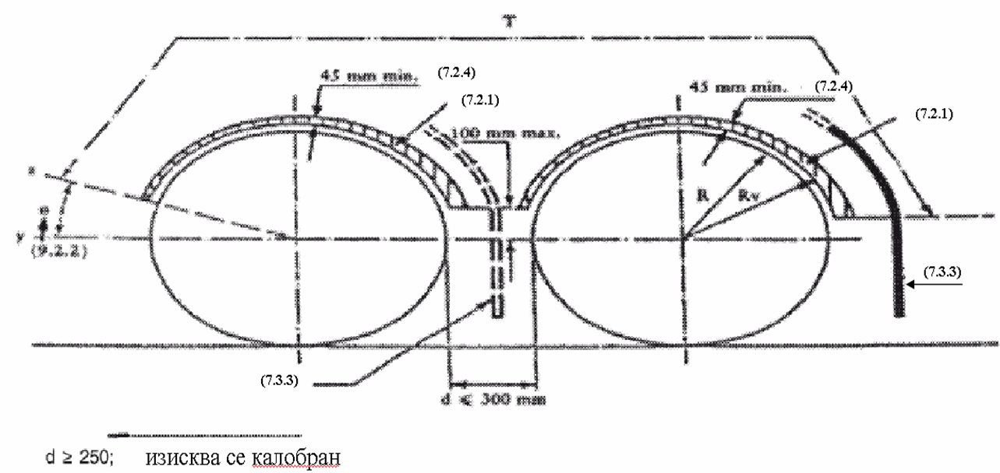 T
45 mm min. (7.2.4)
45 mm min. (7.2.4)
(7.2.1)
(7.2.1)
100 mm max.
z
R Rv
θ
y
(9.2.2)
(7.3.3)
(7.3.3)
d ⩽ 300 mm
d ≥ 250; изисква се калобран